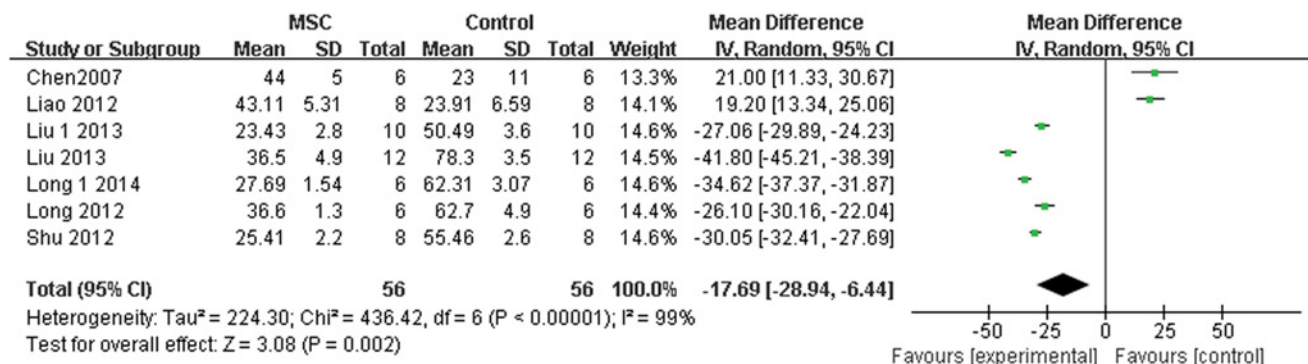 MSC Control Mean Difference Mean Difference
Study or Subgroup Mean SD Total Mean SD Total Weight IV, Random, 95% CI IV, Random, 95% CI
Chen2007 44 5 6 23 11 6 13.3% 21.00 [11.33, 30.67]
Liao 2012 43.11 5.31 8 23.91 6.59 8 14.1% 19.20 [13.34, 25.06]
Liu 1 2013 23.43 2.8 10 50.49 3.6 10 14.6% -27.06 [-29.89, -24.23]
Liu 2013 36.5 4.9 12 78.3 3.5 12 14.5% -41.80 [-45.21, -38.39]
Long 1 2014 27.69 1.54 6 62.31 3.07 6 14.6% -34.62 [-37.37, -31.87]
Long 2012 36.6 1.3 6 62.7 4.9 6 14.4% -26.10 [-30.16, -22.04]
Shu 2012 25.41 2.2 8 55.46 2.6 8 14.6% -30.05 [-32.41, -27.69]
Total (95% CI) 56 56 100.0% -17.69 [-28.94, -6.44]
Heterogeneity: Tau² = 224.30; Chi² = 436.42, df = 6 (P < 0.00001); I² = 99%
Test for overall effect: Z = 3.08 (P = 0.002)
-50 -25 0 25 50
Favours [experimental] Favours [control]